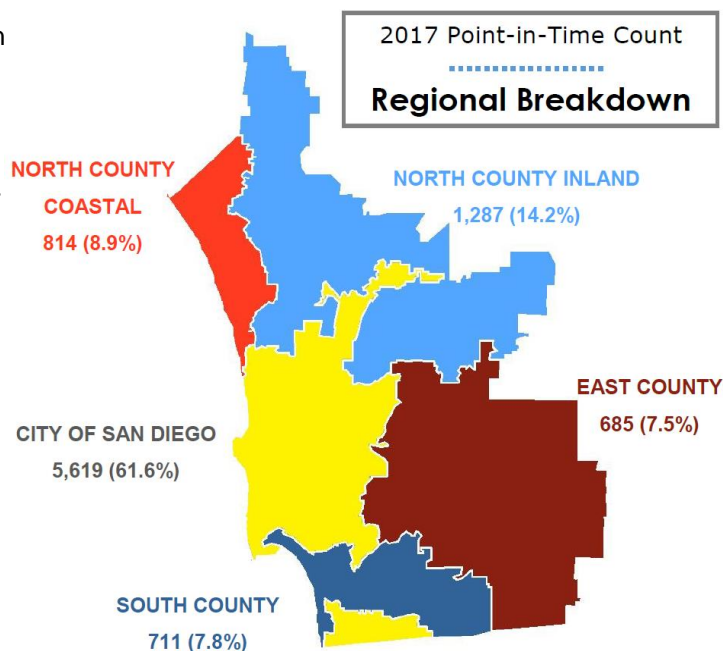 2017 Point-in-Time Count
Regional Breakdown
NORTH COUNTY
COASTAL
814 (8.9%)
NORTH COUNTY INLAND
1,287 (14.2%)
EAST COUNTY
685 (7.5%)
CITY OF SAN DIEGO
5,619 (61.6%)
SOUTH COUNTY
711 (7.8%)